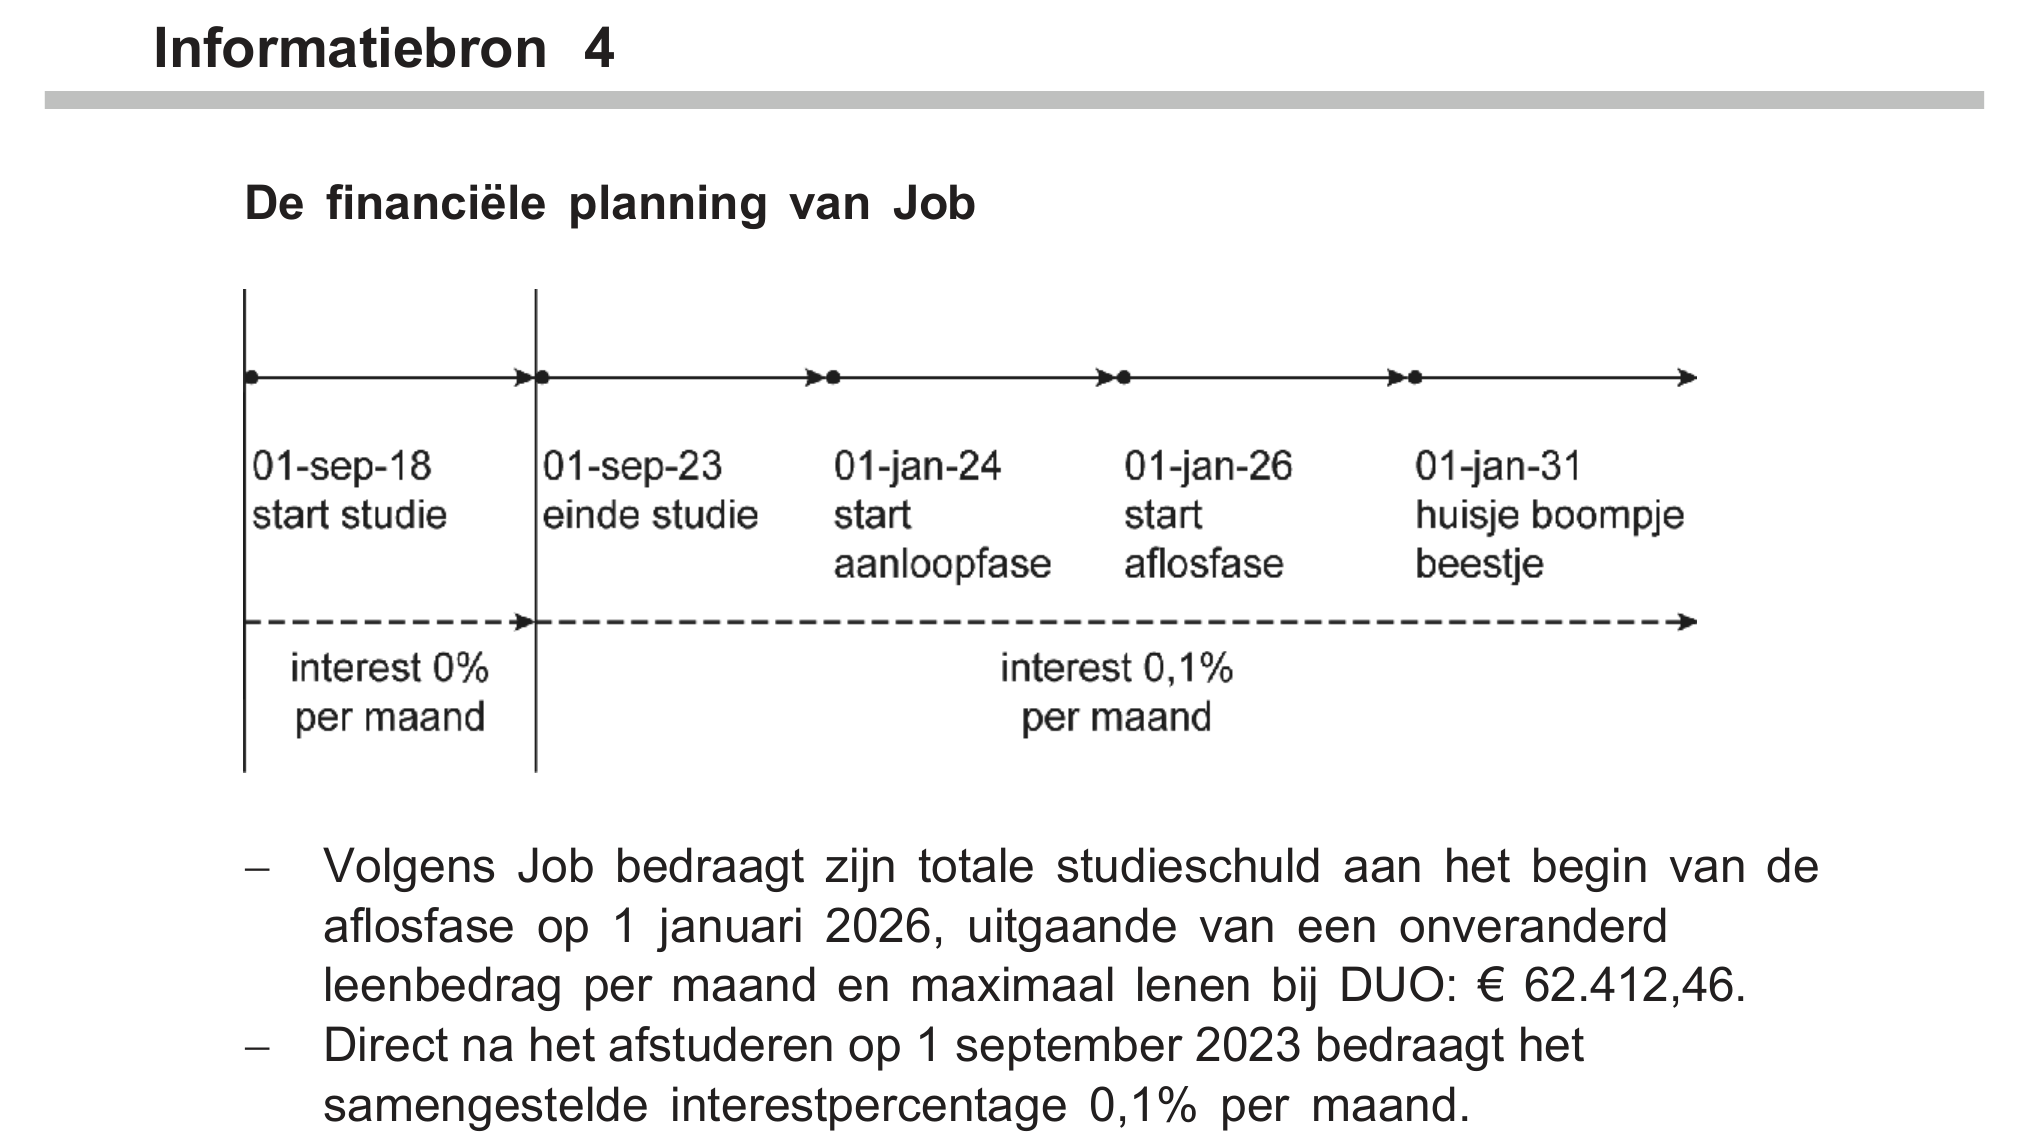 Informatiebron 4
De financiële planning van Job
01-sep-18 01-sep-23 01-jan-24 01-jan-26 01-jan-31
start studie einde studie start start huisje boompje
aanloopfase aflosfase beestje
interest 0% interest 0,1%
per maand per maand
– Volgens Job bedraagt zijn totale studieschuld aan het begin van de
aflosfase op 1 januari 2026, uitgaande van een onveranderd
leenbedrag per maand en maximaal lenen bij DUO: € 62.412,46.
– Direct na het afstuderen op 1 september 2023 bedraagt het
samengestelde interestpercentage 0,1% per maand.